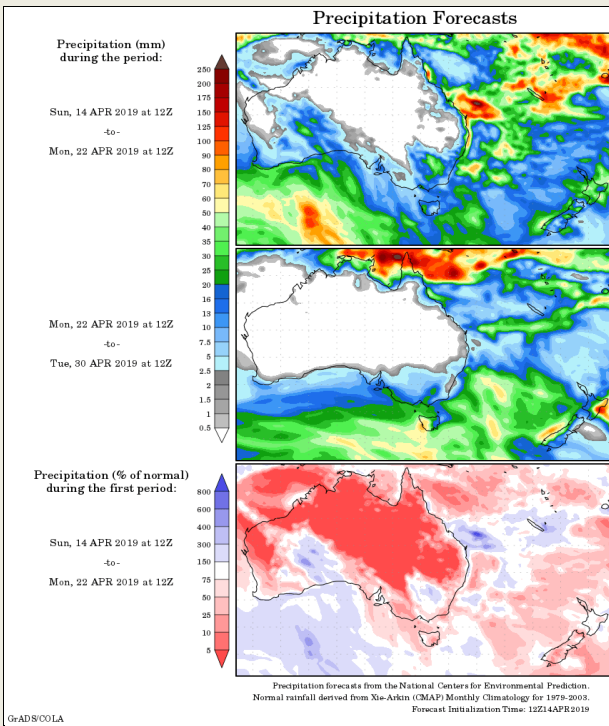 Precipitation Forecasts
Precipitation (mm)
during the period:
Sun, 14 APR 2019 at 12Z
-to-
Mon, 22 APR 2019 at 12Z
250
200
175
150
125
100
90
80
70
60
50
40
35
30
25
20
16
13
10
7.5
5
2.5
2
1.5
1
0.5
Mon, 22 APR 2019 at 12Z
-to-
Tue, 30 APR 2019 at 12Z
Precipitation (% of normal)
during the first period:
Sun, 14 APR 2019 at 12Z
-to-
Mon, 22 APR 2019 at 12Z
800
600
400
300
150
75
50
25
10
5
Precipitation forecasts from the National Centers for Environmental Prediction.
Normal rainfall derived from Xie-Arkin (CMAP) Monthly Climatology for 1979-2003.
Forecast Initialization Time: 12Z14APR2019
GrADS/COLA